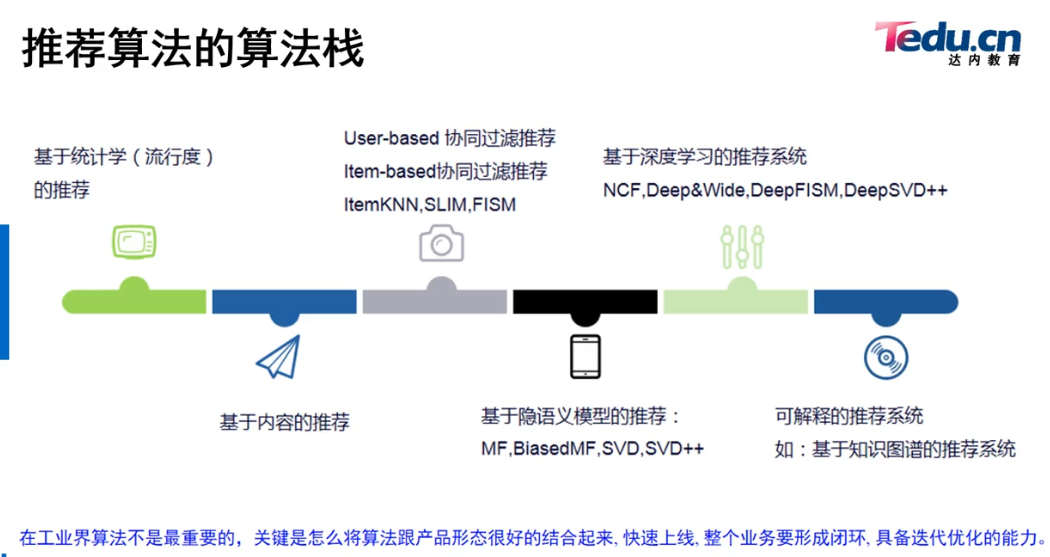 推荐算法的算法栈
Tedu.cn
达内教育
基于统计学（流行度）
的推荐
User-based 协同过滤推荐
Item-based协同过滤推荐
ItemKNN,SLIM,FISM
基于深度学习的推荐系统
NCF,Deep&Wide,DeepFISM,DeepSVD++
基于内容的推荐
基于隐语义模型的推荐：
MF,BiasedMF,SVD,SVD++
可解释的推荐系统
如：基于知识图谱的推荐系统
在工业界算法不是最重要的，关键是怎么将算法跟产品形态很好的结合起来, 快速上线, 整个业务要形成闭环, 具备迭代优化的能力。